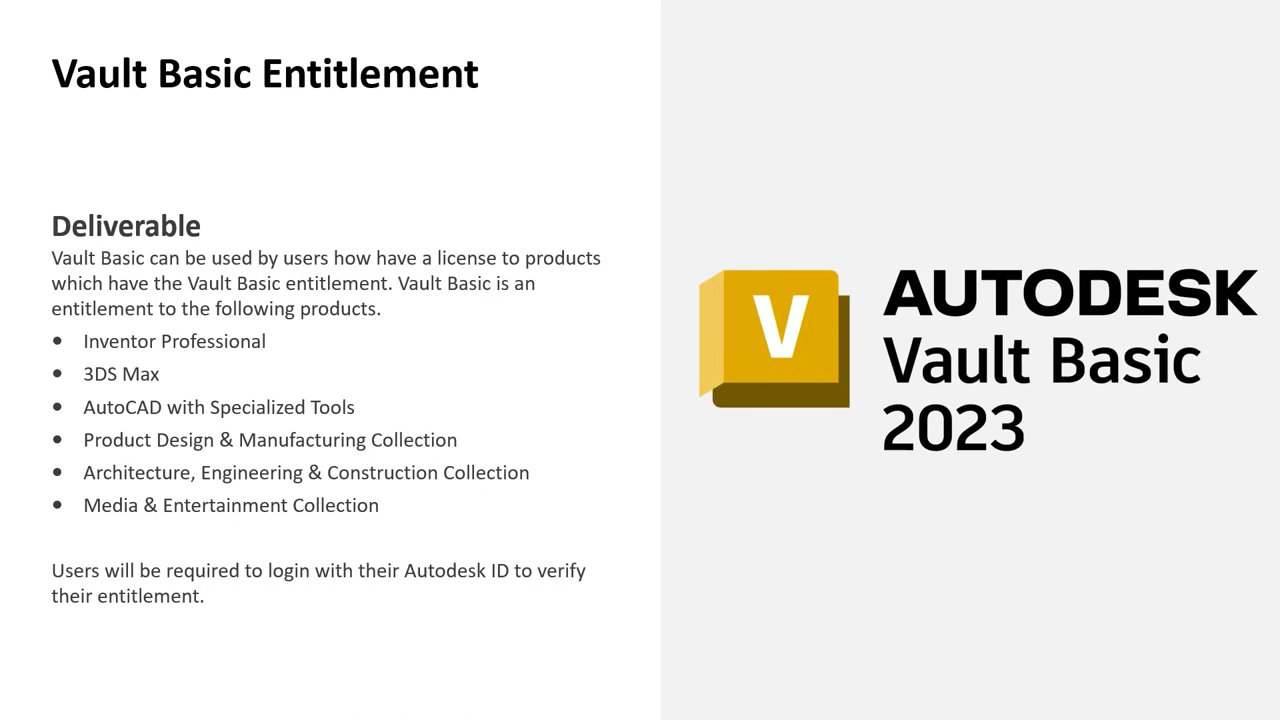 Vault Basic Entitlement
Deliverable
Vault Basic can be used by users how have a license to products
which have the Vault Basic entitlement. Vault Basic is an
entitlement to the following products.
• Inventor Professional
• 3DS Max
• AutoCAD with Specialized Tools
• Product Design & Manufacturing Collection
• Architecture, Engineering & Construction Collection
• Media & Entertainment Collection
Users will be required to login with their Autodesk ID to verify
their entitlement.
V
AUTODESK
Vault Basic
2023